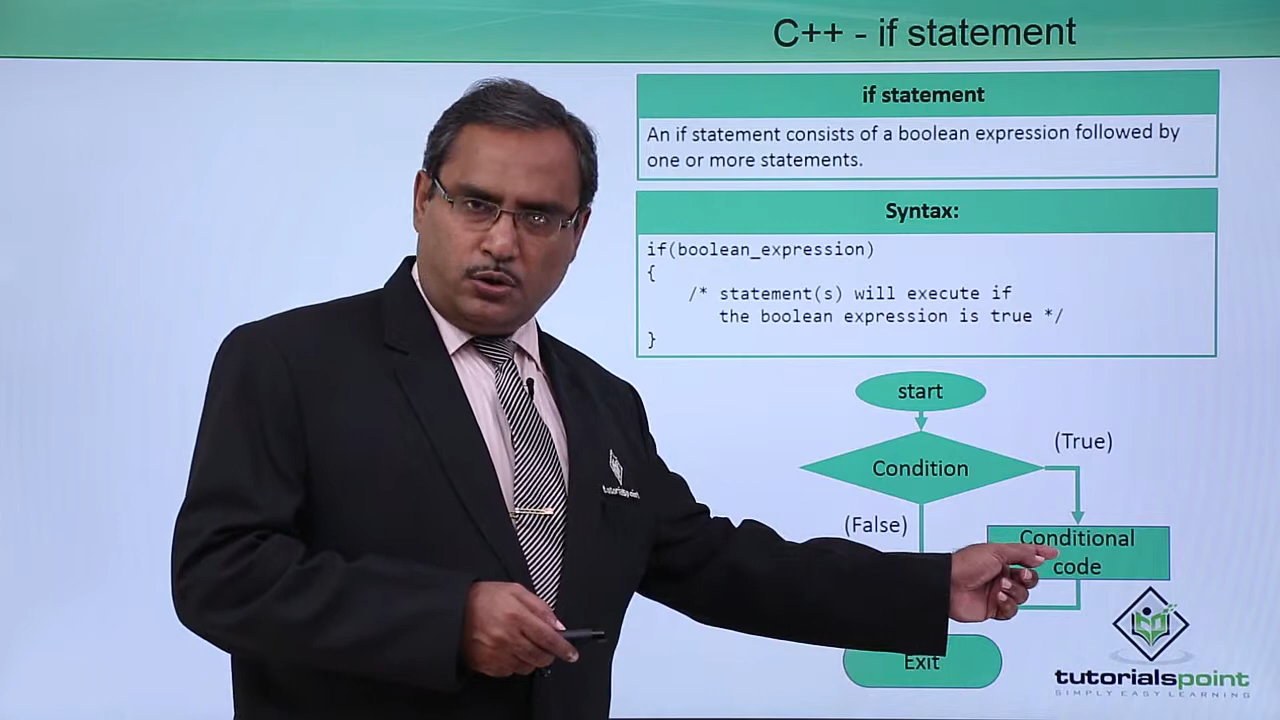 C++ - if statement
if statement
An if statement consists of a boolean expression followed by
one or more statements.
Syntax:
if(boolean_expression)
{
/* statement(s) will execute if
the boolean expression is true */
}
start
(True)
Condition
(False)
Conditional
code
Exit
tutorialspoint
SIMPLY EASY LEARNING
tutorialspoint